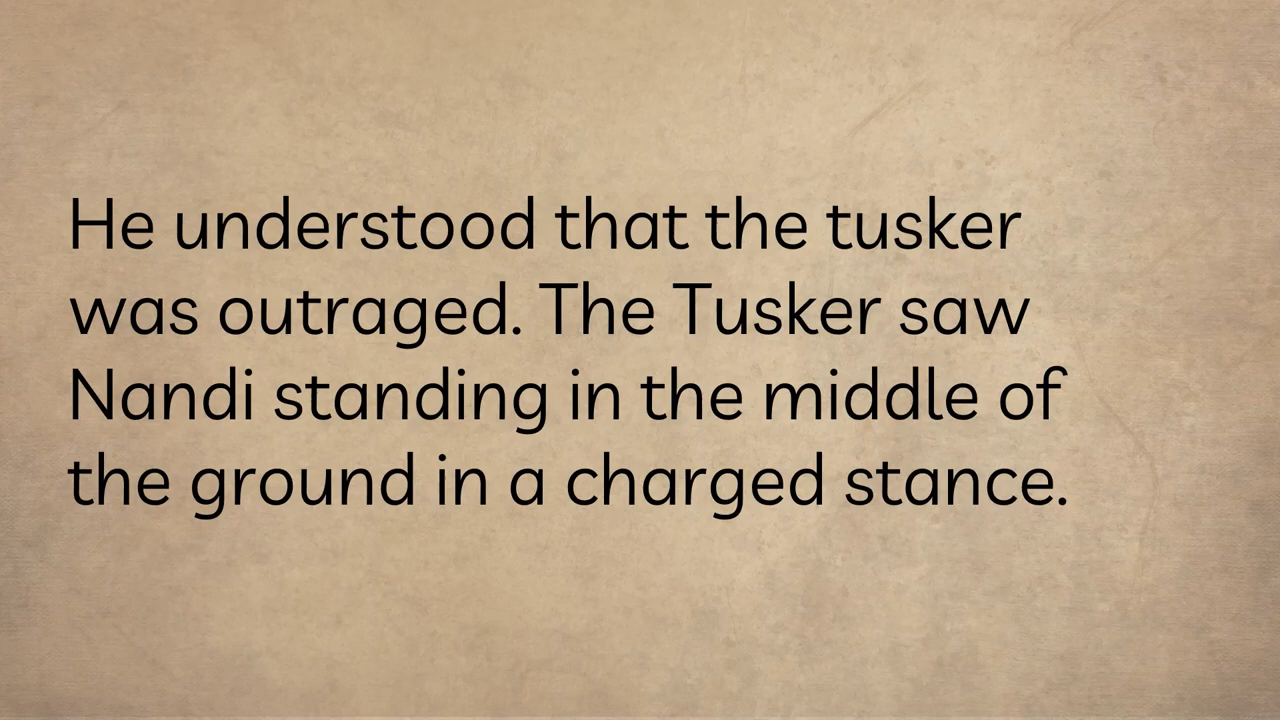 He understood that the tusker
was outraged. The Tusker saw
Nandi standing in the middle of
the ground in a charged stance.